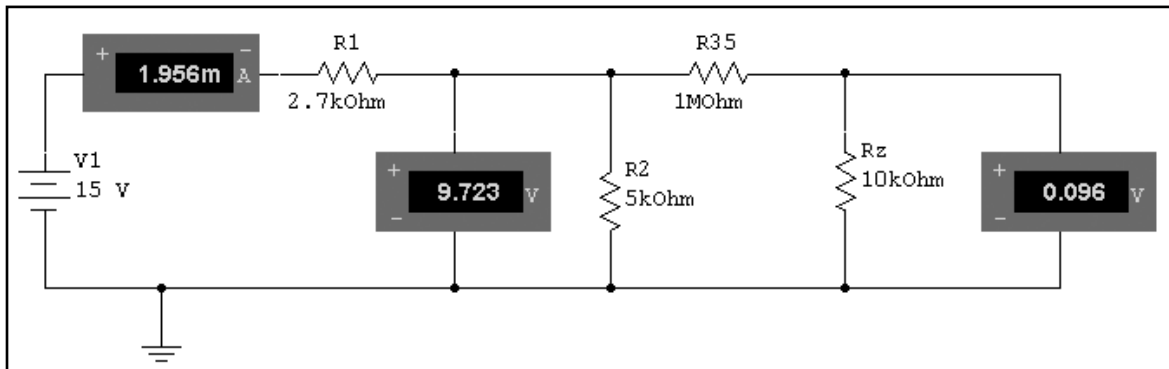 R1
R35
+
-
1.956m A
2.7kOhm
1MOhm
V1
15 V
+
-
9.723 V
R2
5kOhm
Rz
10kOhm
+
-
0.096 V